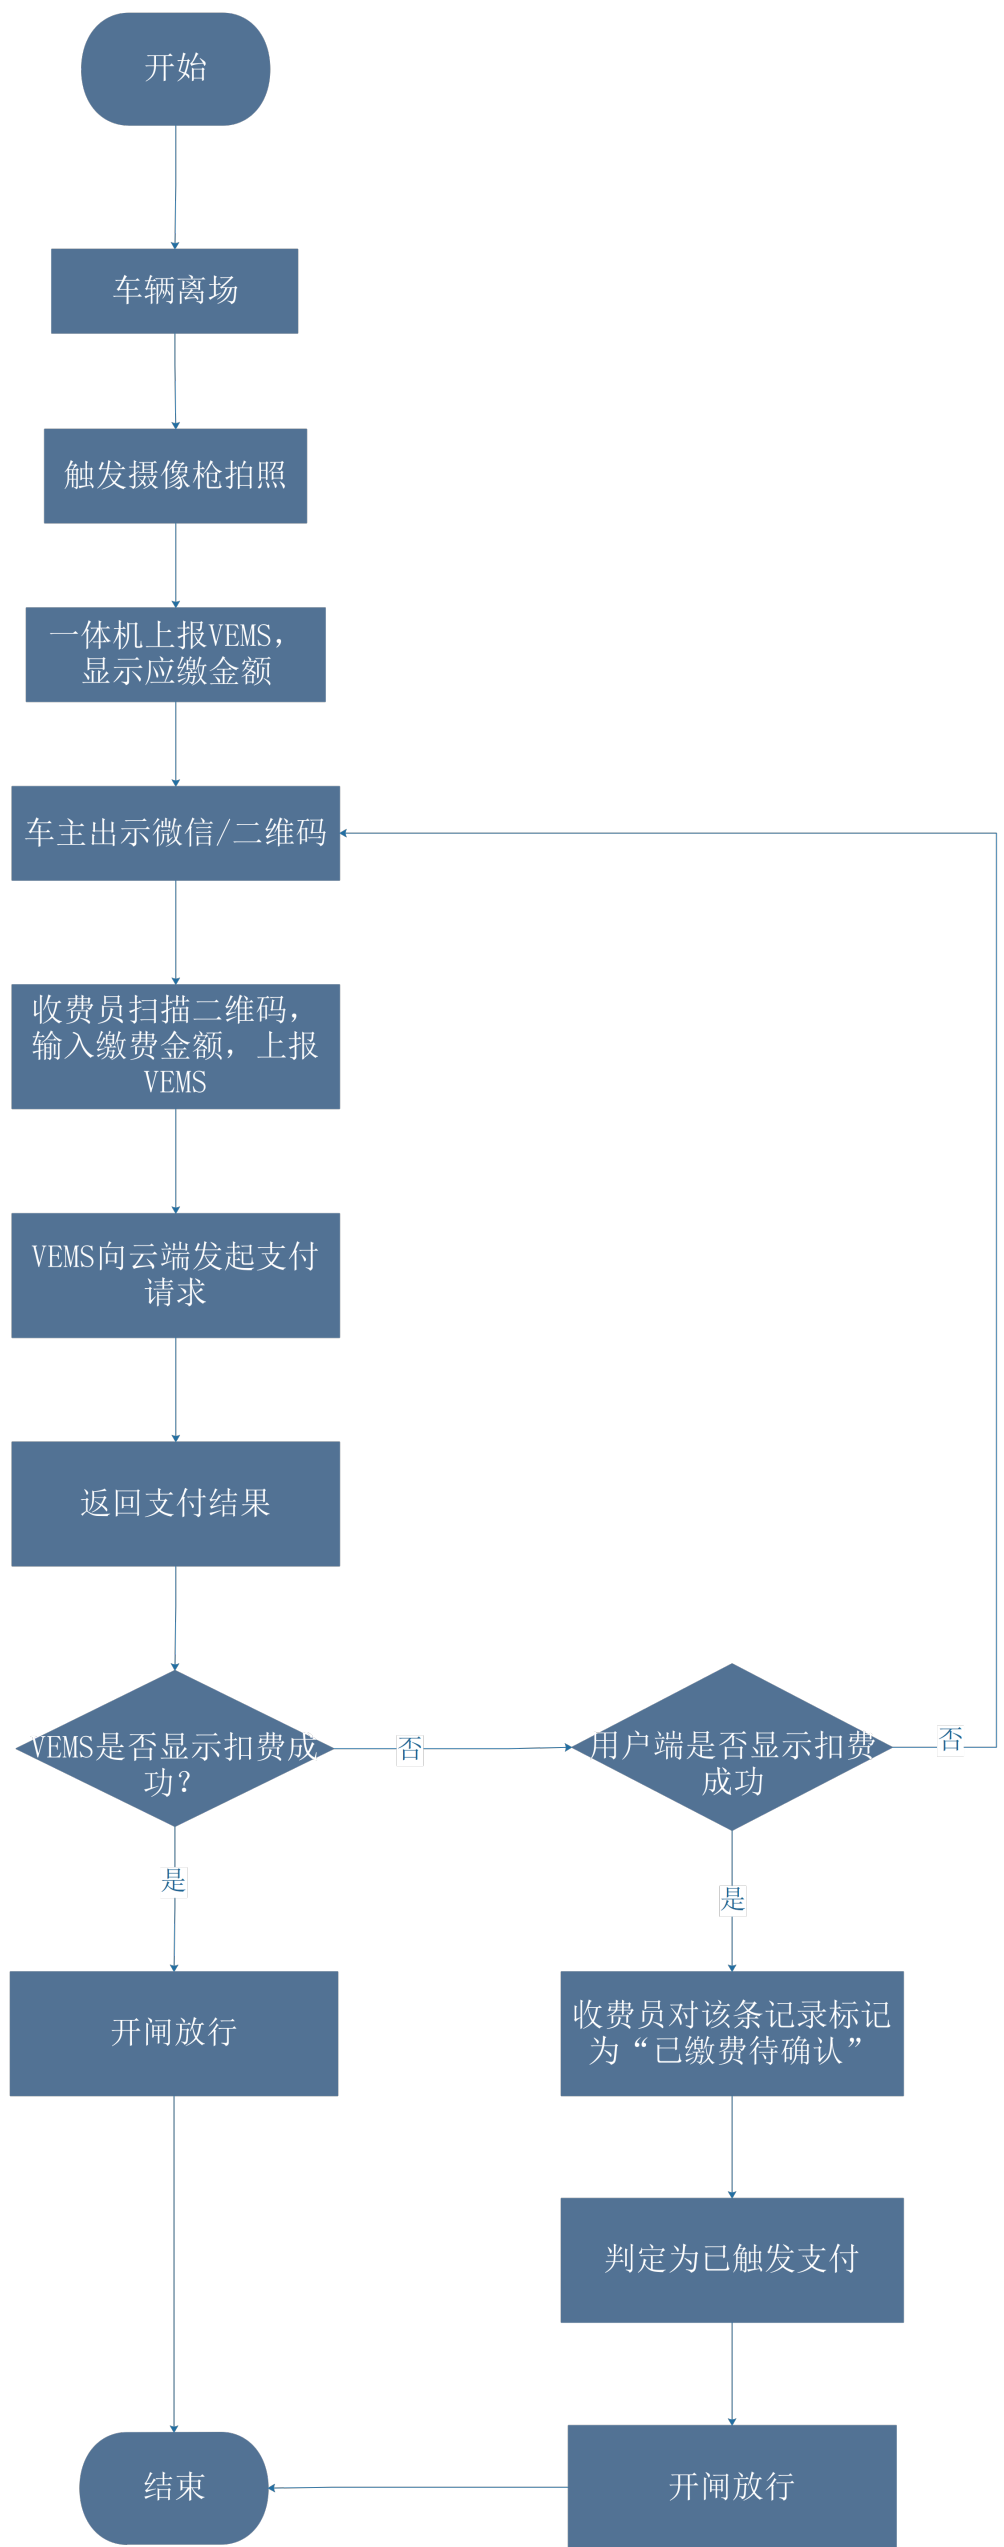 开始
车辆离场
触发摄像枪拍照
一体机上报VEMS，
显示应缴金额
车主出示微信/二维码
收费员扫描二维码，
输入缴费金额，上报
VEMS
VEMS向云端发起支付
请求
返回支付结果
VEMS是否显示扣费成
功？
否
用户端是否显示扣费
成功
否
是
是
开闸放行
收费员对该条记录标记
为“已缴费待确认”
判定为已触发支付
开闸放行
结束